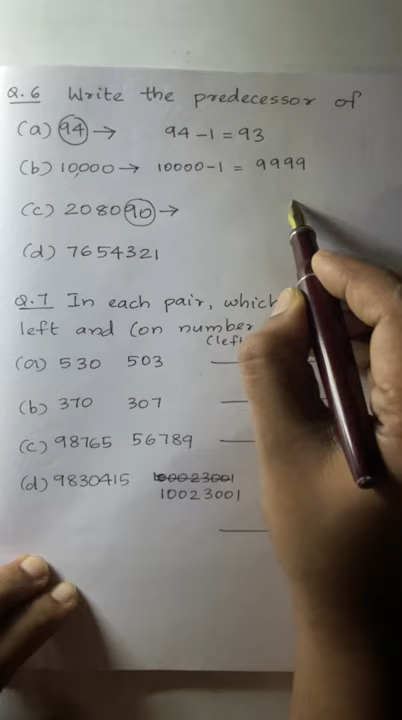 Q.6 Write the predecessor of
(a) 94 → 94 - 1 = 93
(b) 10000 → 10000 - 1 = 9999
(c) 208090 →
(d) 7654321
Q.7 In each pair, which
left and (on number
(left
(a) 530 503
(b) 370 307
(c) 98765 56789
(d) 9830415 10023001
10023001